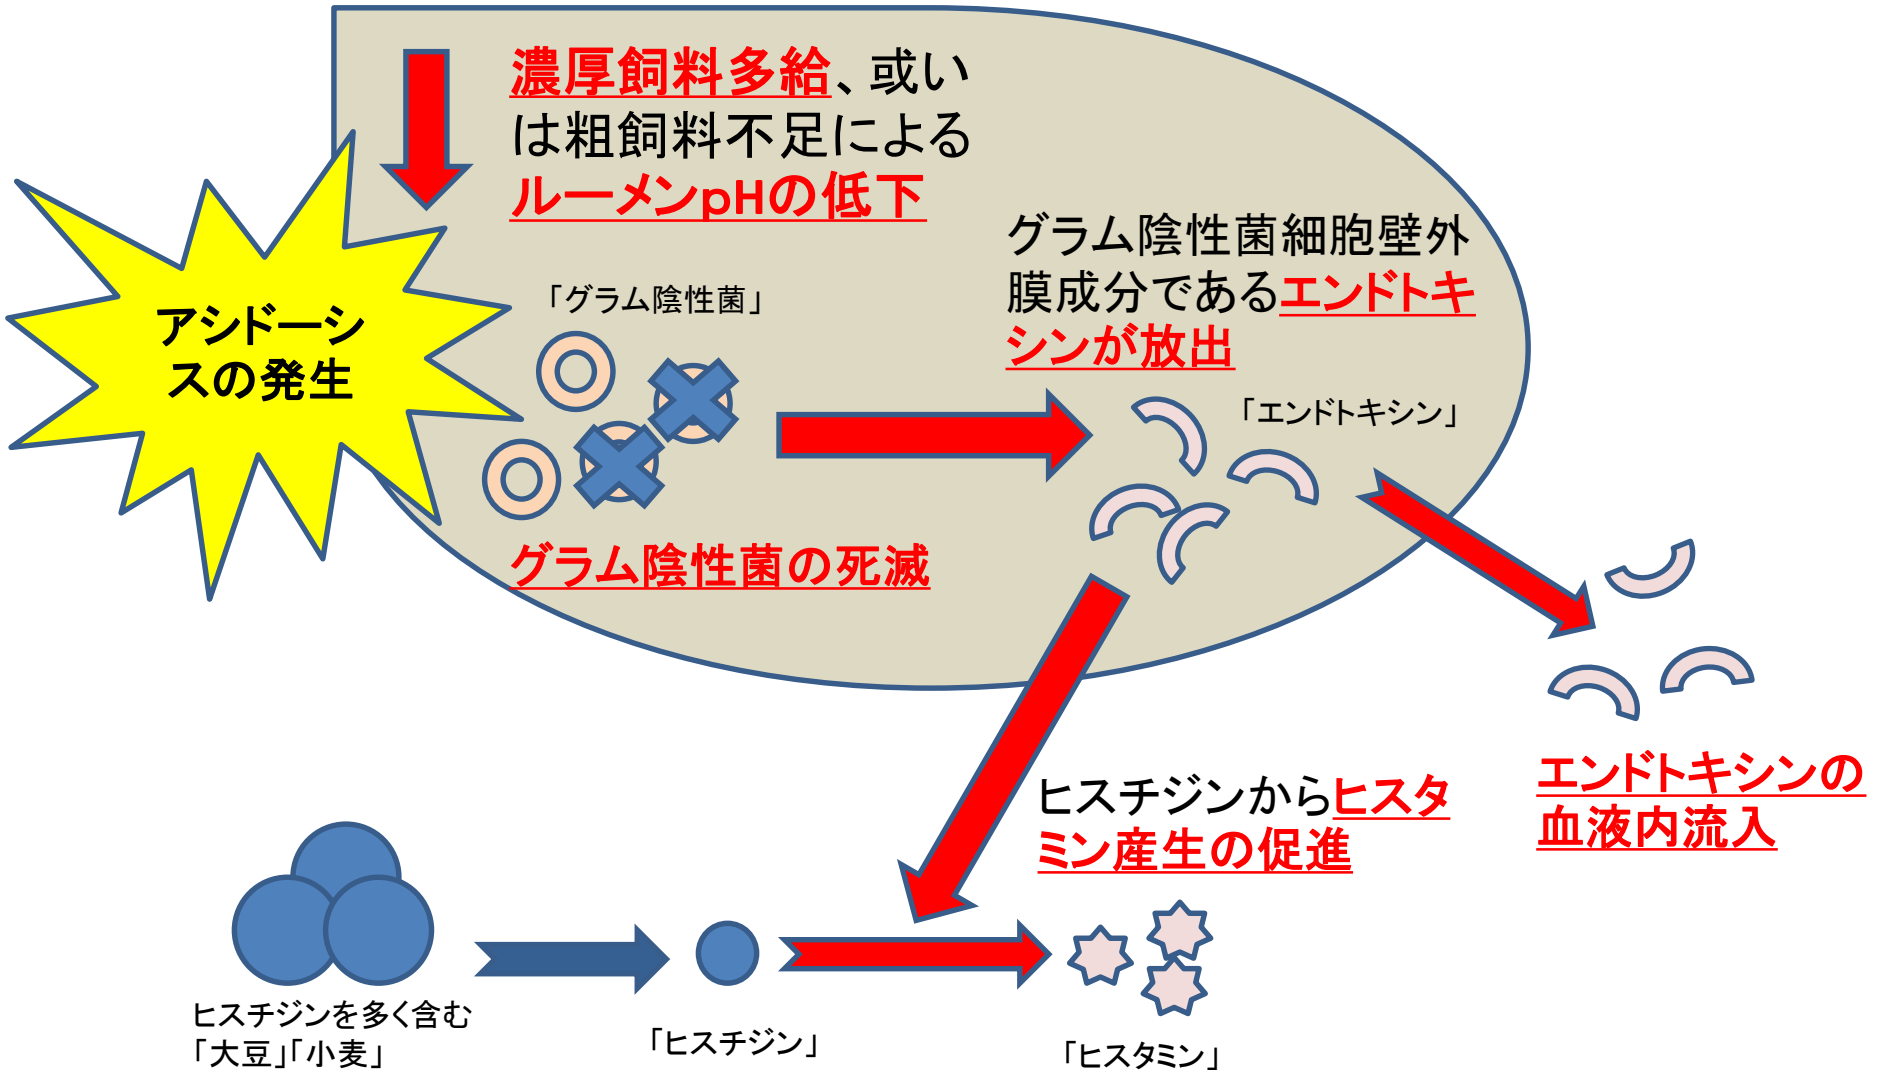 濃厚飼料多給、或い
は粗飼料不足による
ルーメンpHの低下
アシドーシ
スの発生
「グラム陰性菌」
グラム陰性菌の死滅
グラム陰性菌細胞壁外
膜成分であるエンドトキ
シンが放出
「エンドトキシン」
エンドトキシンの
血液内流入
ヒスチジンからヒスタ
ミン産生の促進
ヒスチジンを多く含む
「大豆」「小麦」
「ヒスチジン」
「ヒスタミン」